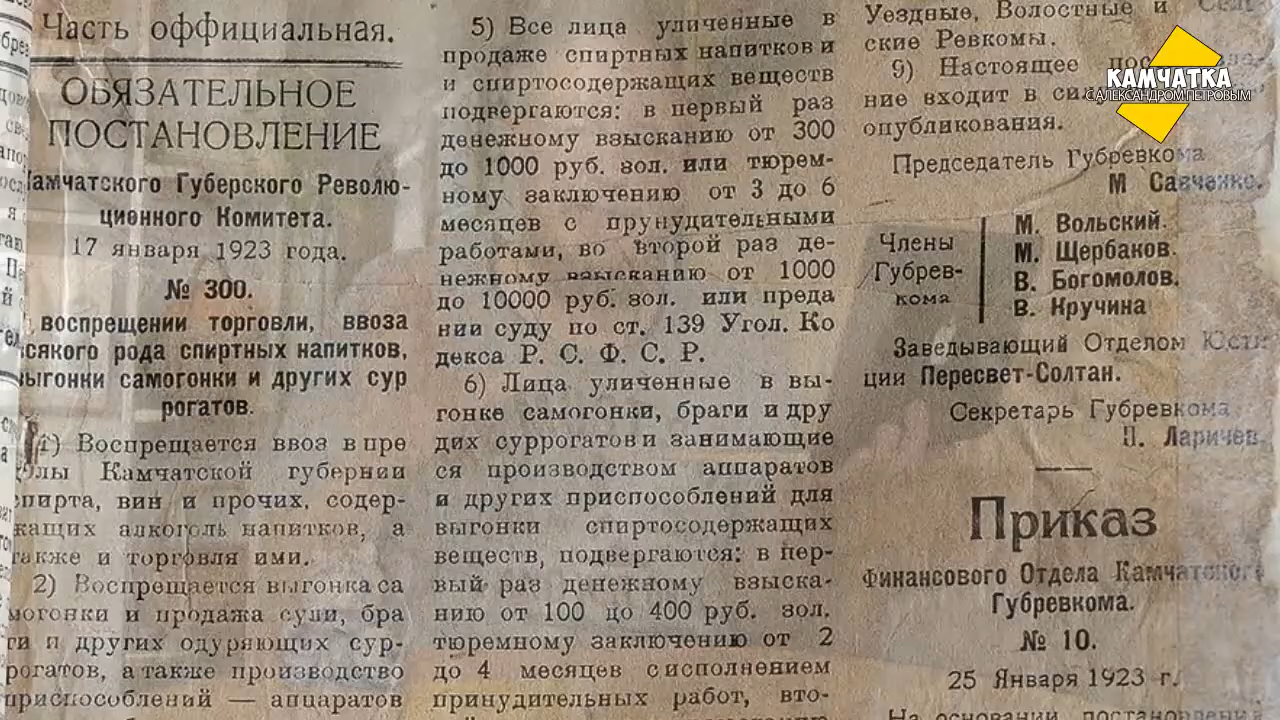 Часть оффициальная.
ОБЯЗАТЕЛЬНОЕ
ПОСТАНОВЛЕНИЕ
Камчатского Губерского Револю-
ционного Комитета.
17 января 1923 года.
№ 300.
воспрещении торговли, ввоза
всякого рода спиртных напитков,
выгонки самогонки и других сур
рогатов.
1) Воспрещается ввоз в пре
делы Камчатской губернии
спирта, вин и прочих, содер-
жащих алкоголь напитков, а
также и торговля ими.
2) Воспрещается выгонка са
могонки и продажа сули, бра
ги и других одуряющих сур-
рогатов, а также производство
приспособлений — аппаратов
5) Все лица уличенные в
продаже спиртных напитков и
и спиртосодержащих веществ
подвергаются: в первый раз
денежному взысканию от 300
до 1000 руб. зол. или тюрем-
ному заключению от 3 до 6
месяцев с прунудительными
работами, во второй раз де-
нежному взысканию от 1000
до 10000 руб. зол. или преда
нии суду по ст. 139 Угол. Ко
декса Р. С. Ф. С. Р.
6) Лица уличенные в вы-
гонке самогонки, браги и дру
дих суррогатов и занимающие
ся производством аппаратов
и других приспособлений для
выгонки спиртосодержащих
веществ, подвергаются: в пер-
вый раз денежному взыска-
нию от 100 до 400 руб. зол.
тюремному заключению от 2
до 4 месяцев с исполнением
принудительных работ, вто-
Уездные, Волостные и Сель
ские Ревкомы.
9) Настоящее
ние входит в
опубликования.
Председатель Губревкома
М Савченко.
Члены
Губрев-
кома
М. Вольский.
М. Щербаков.
В. Богомолов.
В. Кручина
Заведывающий Отделом Юсти
ции Пересвет-Солтан.
Секретарь Губревкома
П. Ларичев.
Приказ
Финансового Отдела Камчатского
Губревкома.
№ 10.
25 Января 1923 г.
На основании
КАМЧАТКА
С АЛЕКСАНДРОМ ПЕТРОВЫМ